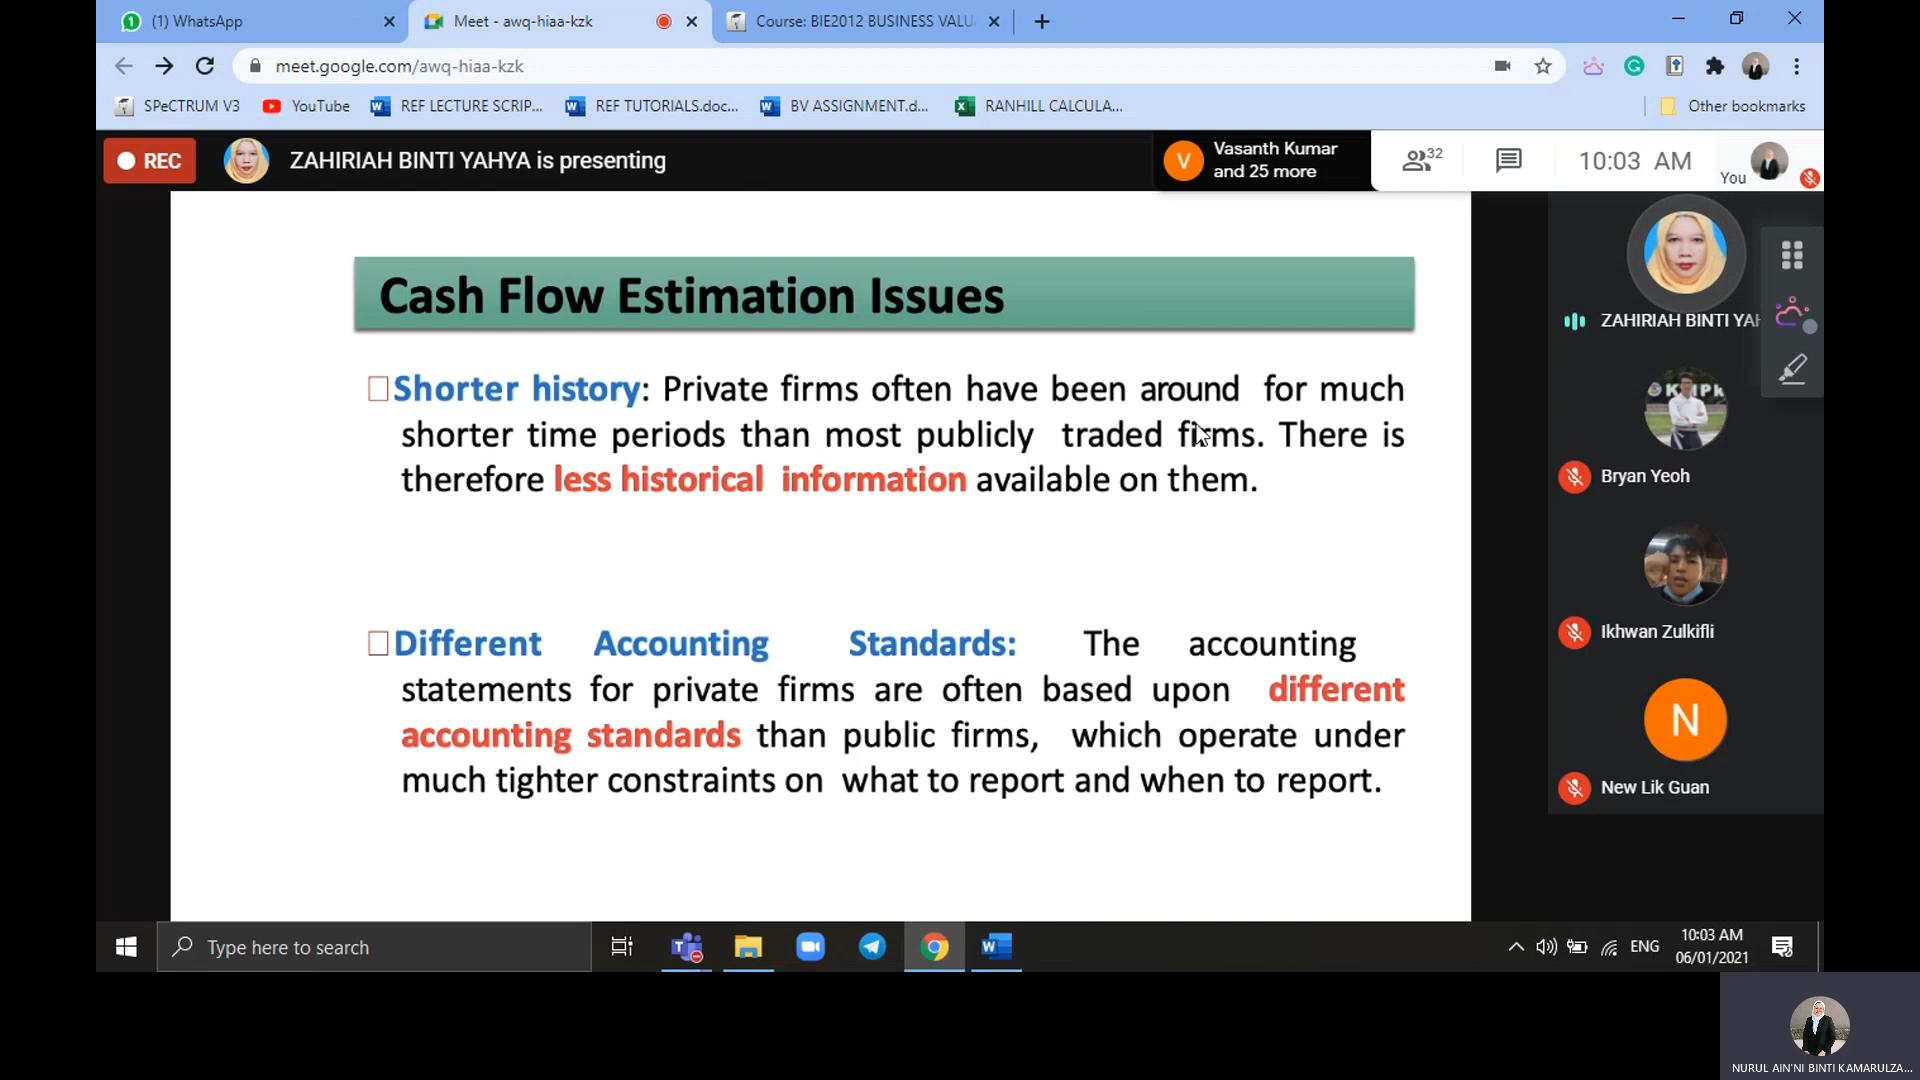 (1) WhatsApp
Meet - awq-hiaa-kzk
Course: BIE2012 BUSINESS VALU
meet.google.com/awq-hiaa-kzk
SPeCTRUM V3
YouTube
REF LECTURE SCRIP...
REF TUTORIALS.doc...
BV ASSIGNMENT.d...
RANHILL CALCULA...
Other bookmarks
REC
ZAHIRIAH BINTI YAHYA is presenting
V
Vasanth Kumar
and 25 more
32
10:03 AM
You
Cash Flow Estimation Issues
Shorter history: Private firms often have been around for much
shorter time periods than most publicly traded firms. There is
therefore less historical information available on them.
Different Accounting Standards: The accounting
statements for private firms are often based upon different
accounting standards than public firms, which operate under
much tighter constraints on what to report and when to report.
ZAHIRIAH BINTI YAH
Bryan Yeoh
Ikhwan Zulkifli
N
New Lik Guan
Type here to search
ENG
10:03 AM
06/01/2021
NURUL AIN'NI BINTI KAMARULZA...